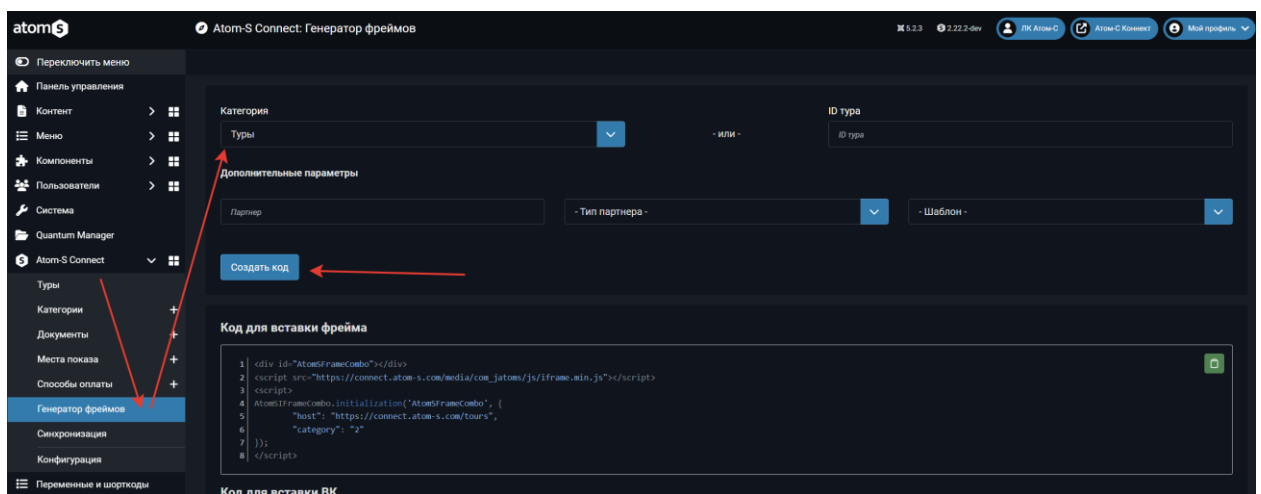 atomS
Atom-S Connect: Генератор фреймов
5.2.3
2.22.2-dev
ЛК Атом-С
Атом-С Коннект
Мой профиль
Переключить меню
Панель управления
Контент
Меню
Компоненты
Пользователи
Система
Quantum Manager
Atom-S Connect
Туры
Категории
Документы
Места показа
Способы оплаты
Генератор фреймов
Синхронизация
Конфигурация
Переменные и шорткоды
Категория
ID тура
Туры
- или -
ID тура
Дополнительные параметры
Партнер
- Тип партнера -
- Шаблон -
Создать код
Код для вставки фрейма
1 <div id="AtomSFrameCombo"></div>
2 <script src="https://connect.atom-s.com/media/com_jatoms/js/iframe.min.js"></script>
3 <script>
4 AtomSIFrameCombo.initialization('AtomSFrameCombo', {
5 "host": "https://connect.atom-s.com/tours",
6 "category": "2"
7 });
8 </script>
Код для вставки ВК